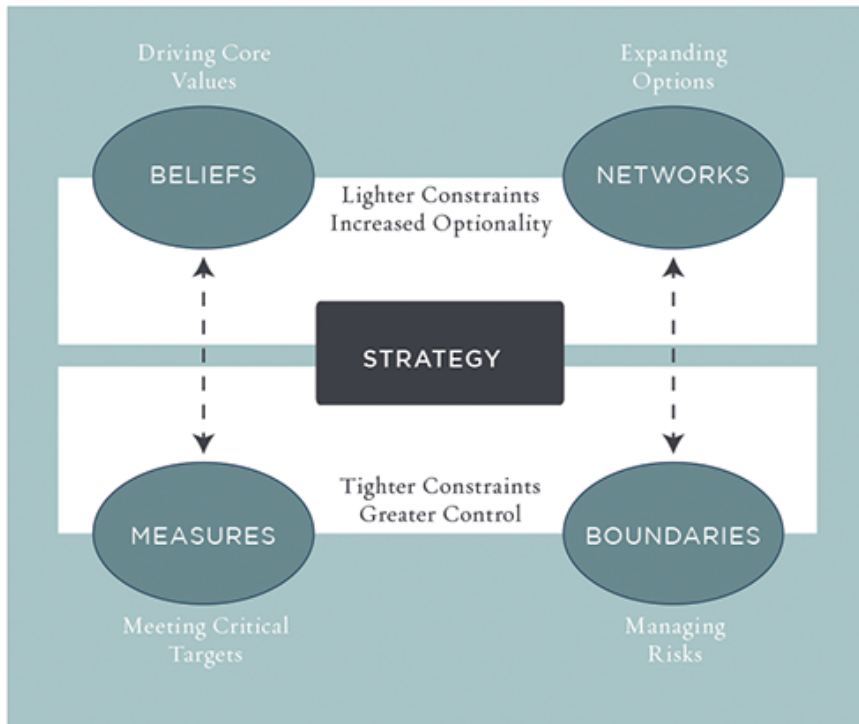 Driving Core
Values
Expanding
Options
BELIEFS
NETWORKS
Lighter Constraints
Increased Optionality
STRATEGY
Tighter Constraints
Greater Control
MEASURES
BOUNDARIES
Meeting Critical
Targets
Managing
Risks